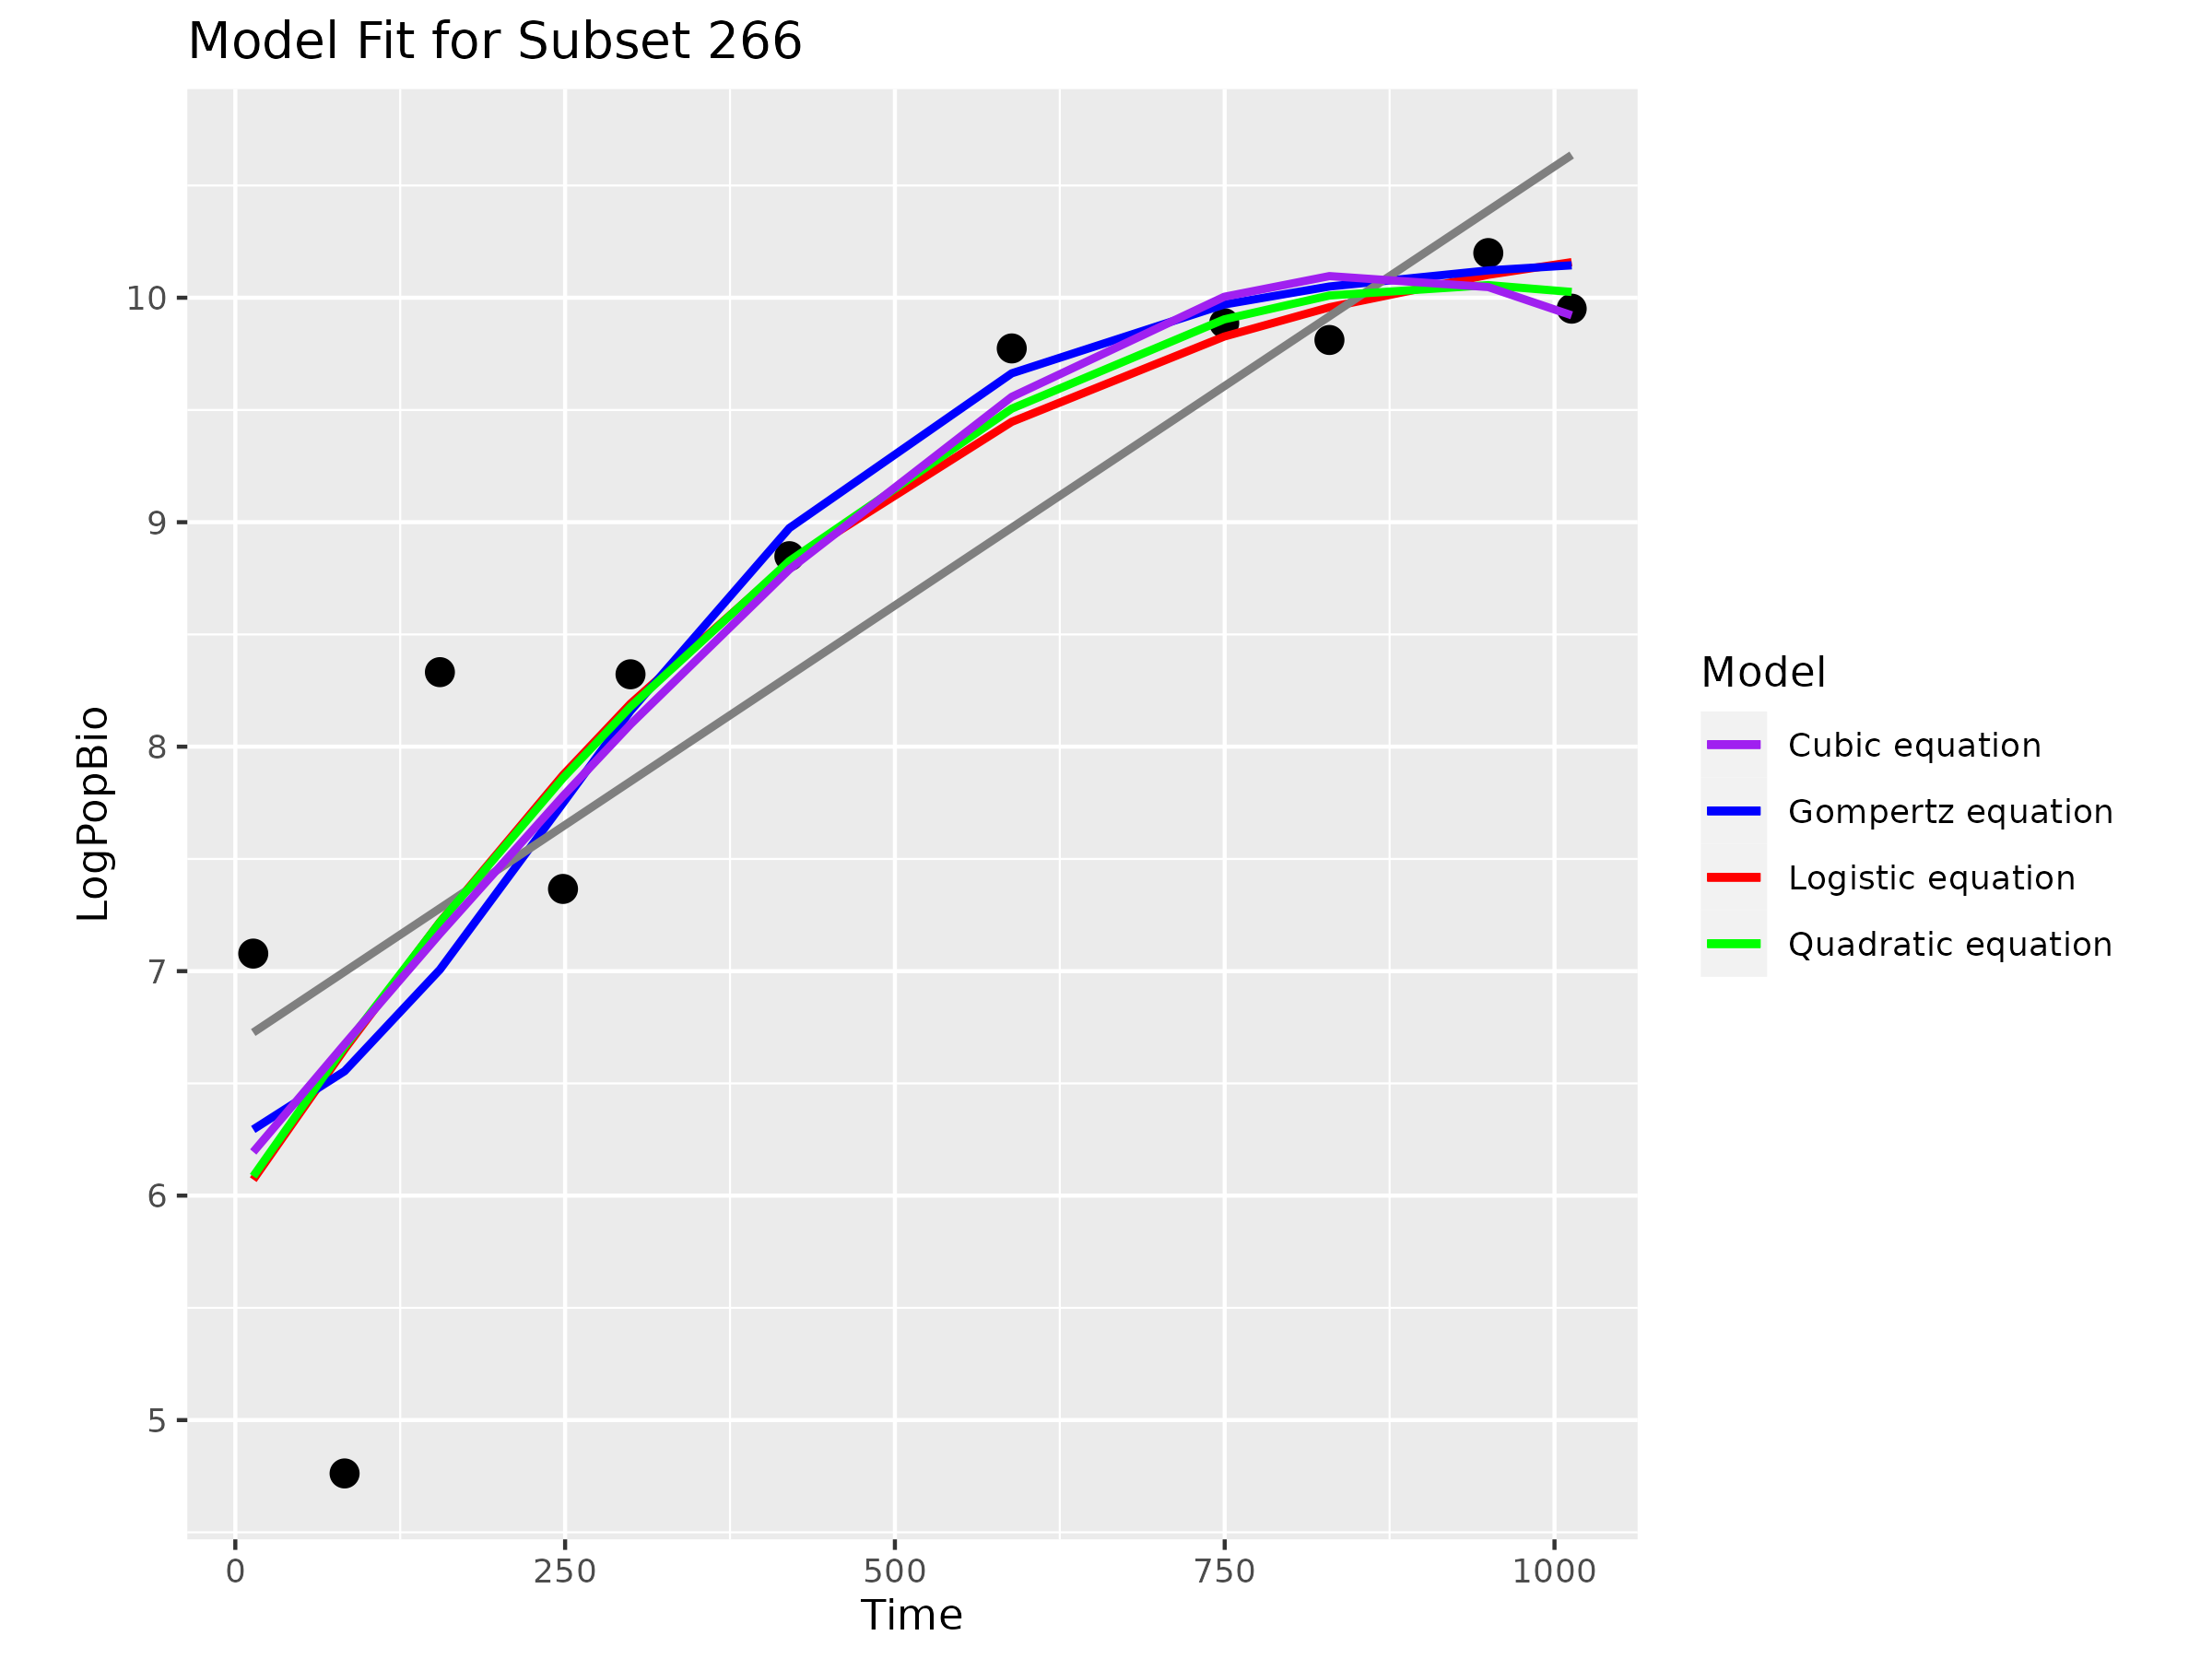 Model Fit for Subset 266
LogPopBio
10
9
8
7
6
5
0 250 500 750 1000
Time
Model
Cubic equation
Gompertz equation
Logistic equation
Quadratic equation